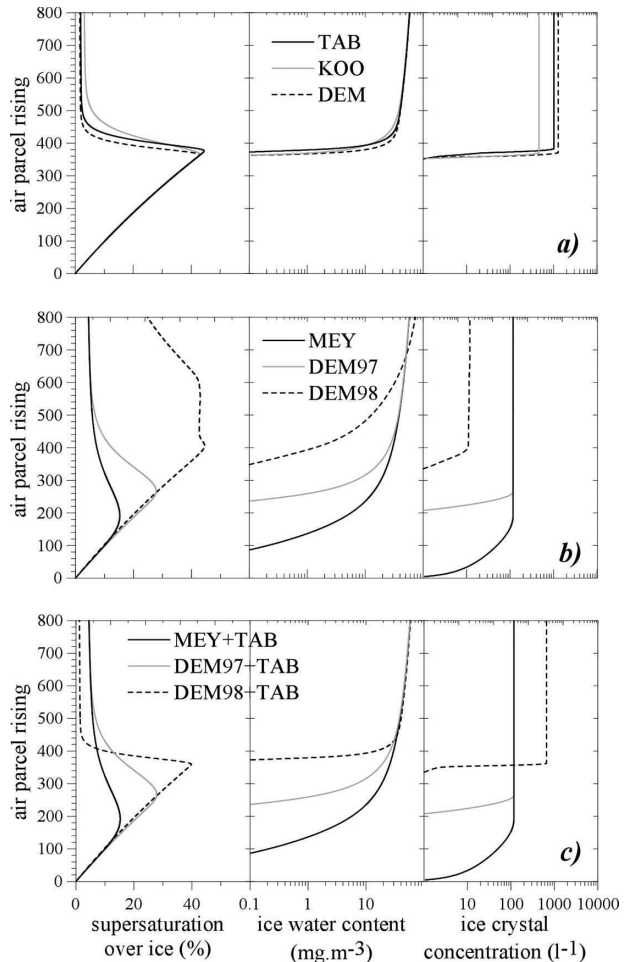 800
700
600
500
400
300
200
100
0
air parcel rising
TAB
KOO
DEM
a)
800
700
600
500
400
300
200
100
0
air parcel rising
MEY
DEM97
DEM98
b)
800
700
600
500
400
300
200
100
0
air parcel rising
MEY+TAB
DEM97+TAB
DEM98+TAB
c)
0 20 40 60 0.1 1 10 10 100 1000 10000
supersaturation
over ice (%)
ice water content
(mg.m-3)
ice crystal
concentration (l-1)